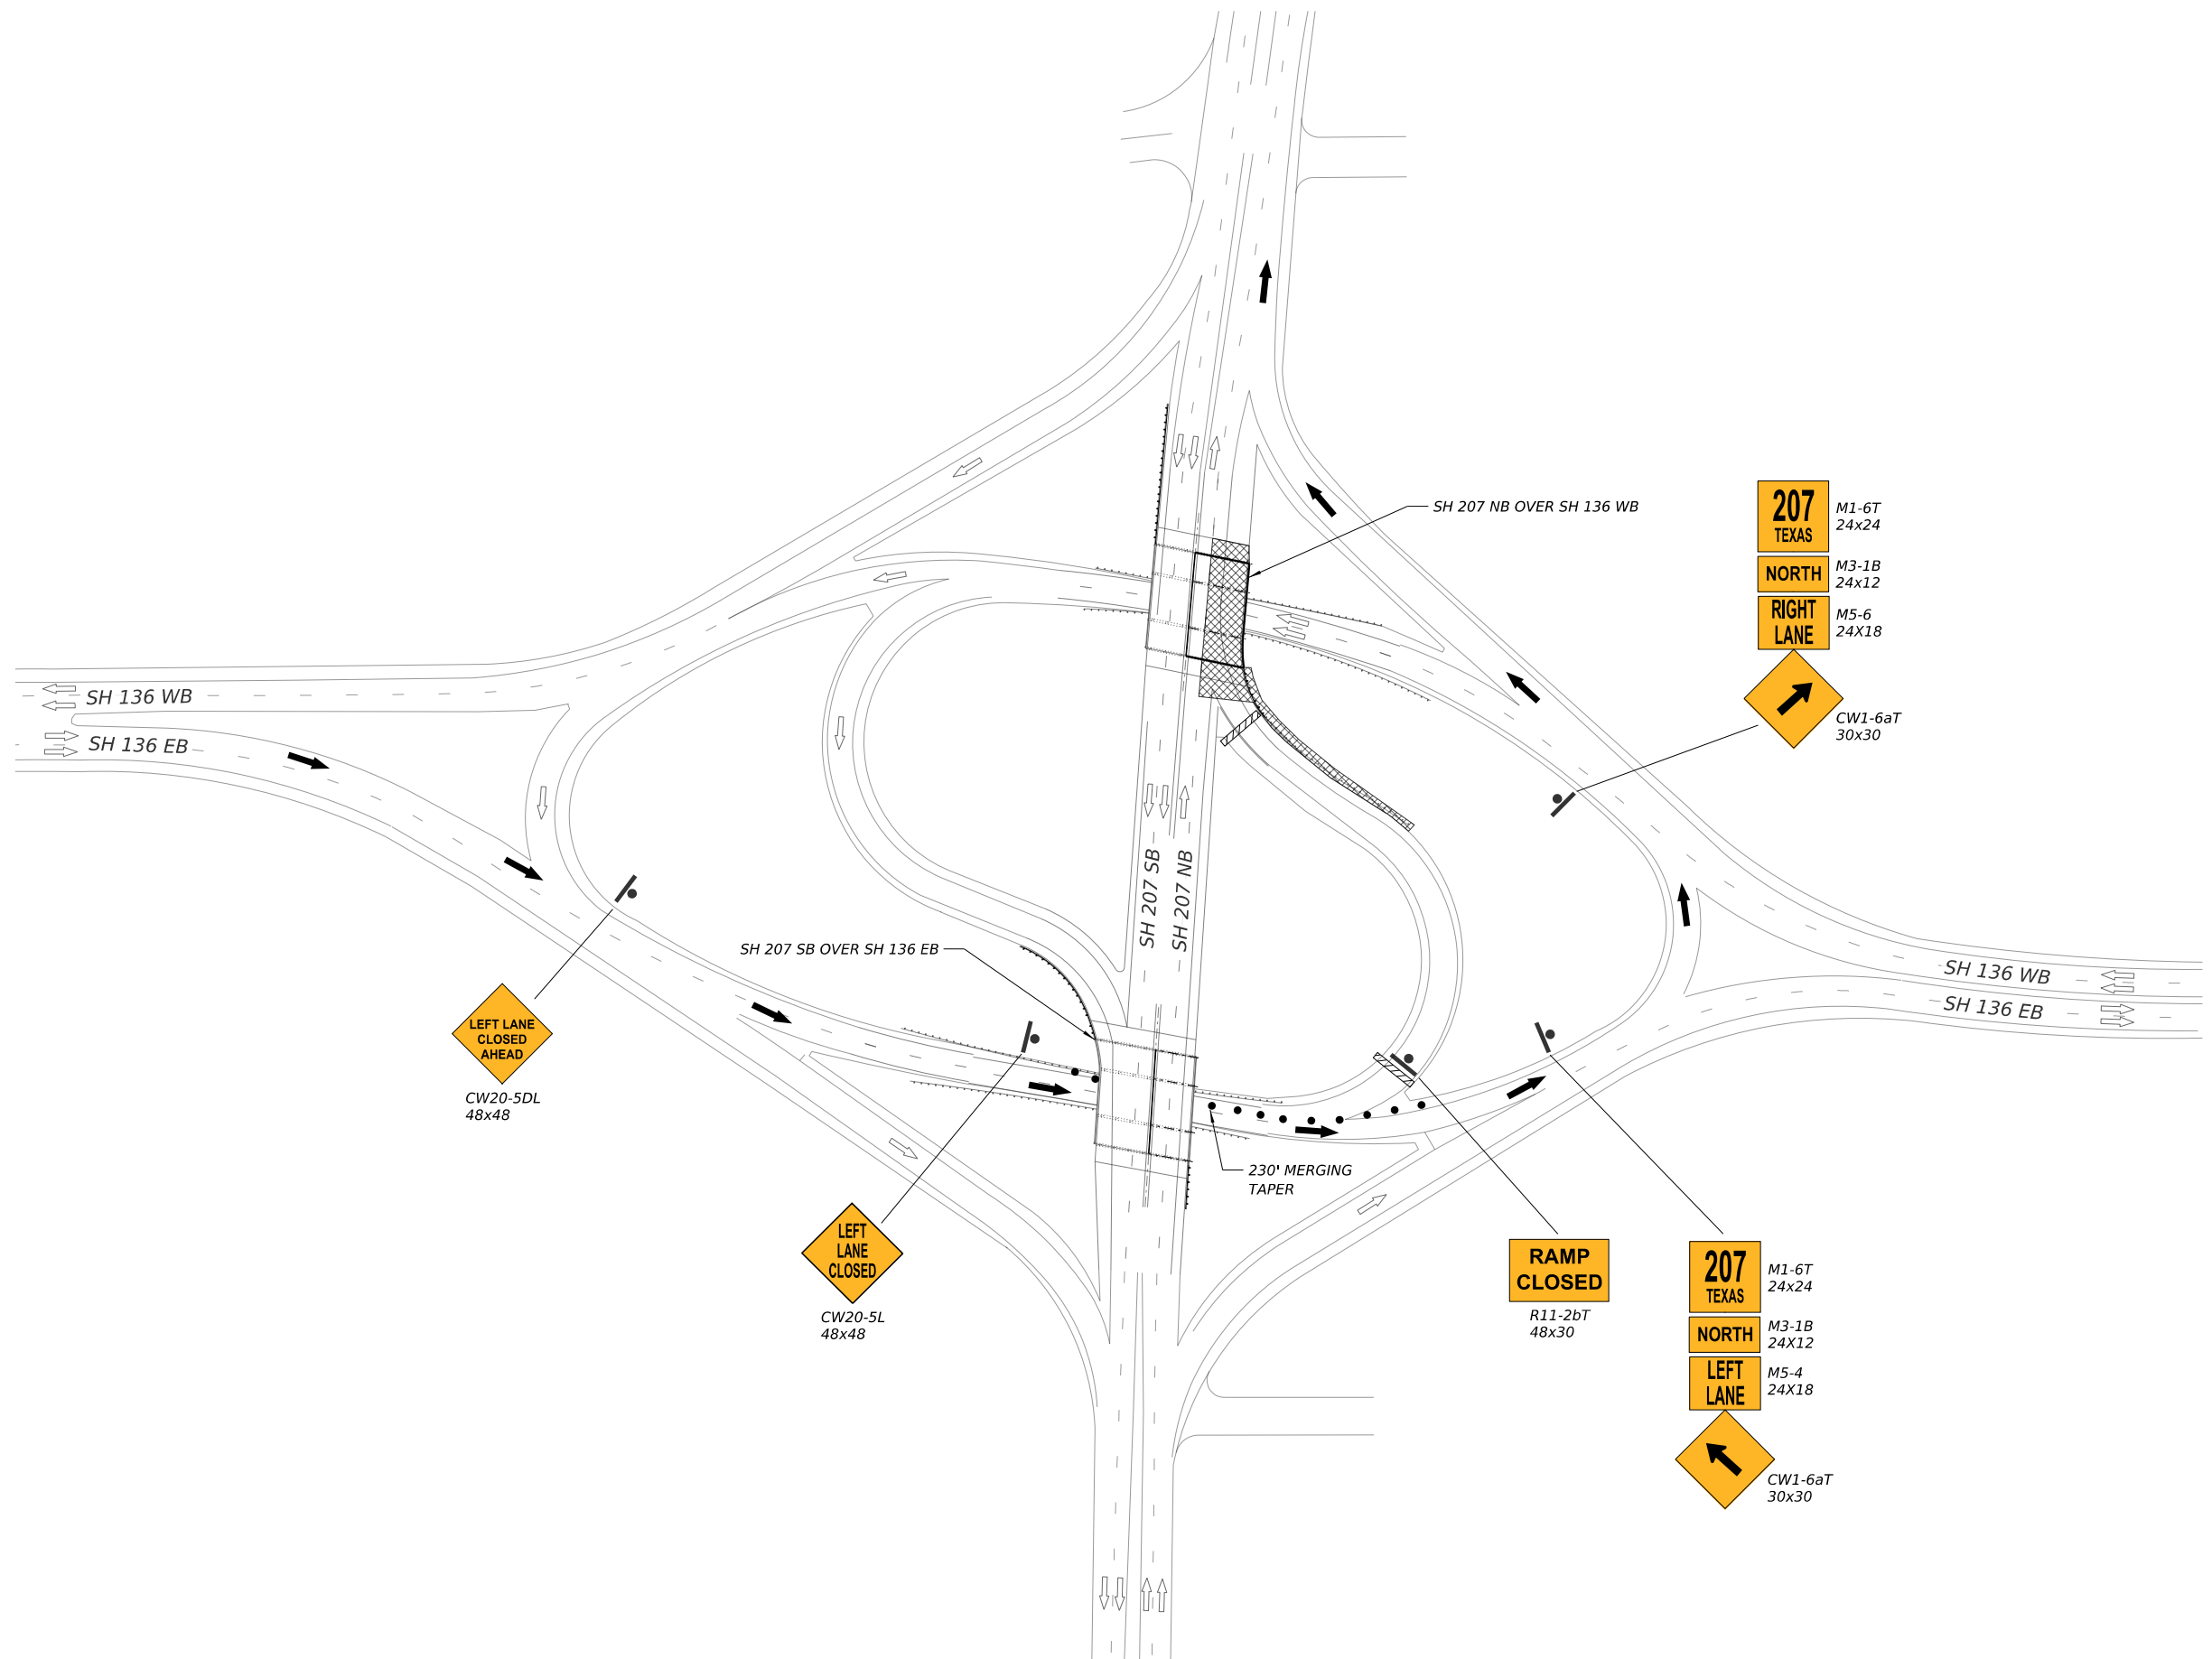 SH 207 NB OVER SH 136 WB
207
TEXAS
M1-6T
24x24
NORTH
M3-1B
24x12
RIGHT
LANE
M5-6
24X18
CW1-6aT
30x30
SH 136 WB
SH 136 EB
SH 207 SB
SH 207 NB
SH 207 SB OVER SH 136 EB
SH 136 WB
SH 136 EB
LEFT LANE
CLOSED
AHEAD
CW20-5DL
48x48
230' MERGING
TAPER
LEFT
LANE
CLOSED
CW20-5L
48x48
RAMP
CLOSED
R11-2bT
48x30
207
TEXAS
M1-6T
24x24
NORTH
M3-1B
24X12
LEFT
LANE
M5-4
24X18
CW1-6aT
30x30